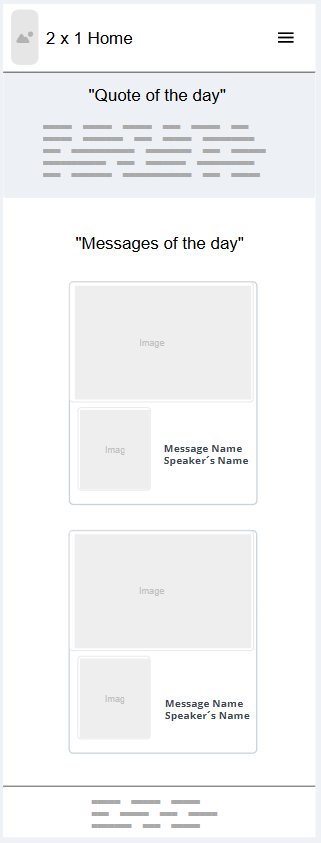 2 x 1 Home
"Quote of the day"
"Messages of the day"
Image
Imag
Message Name
Speaker´s Name
Image
Imag
Message Name
Speaker´s Name